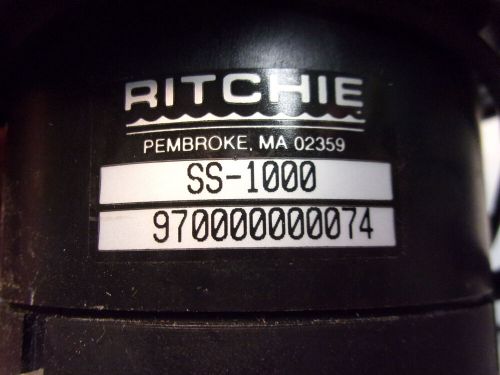 RITCHIE
PEMBROKE, MA 02359
SS-1000
970000000074